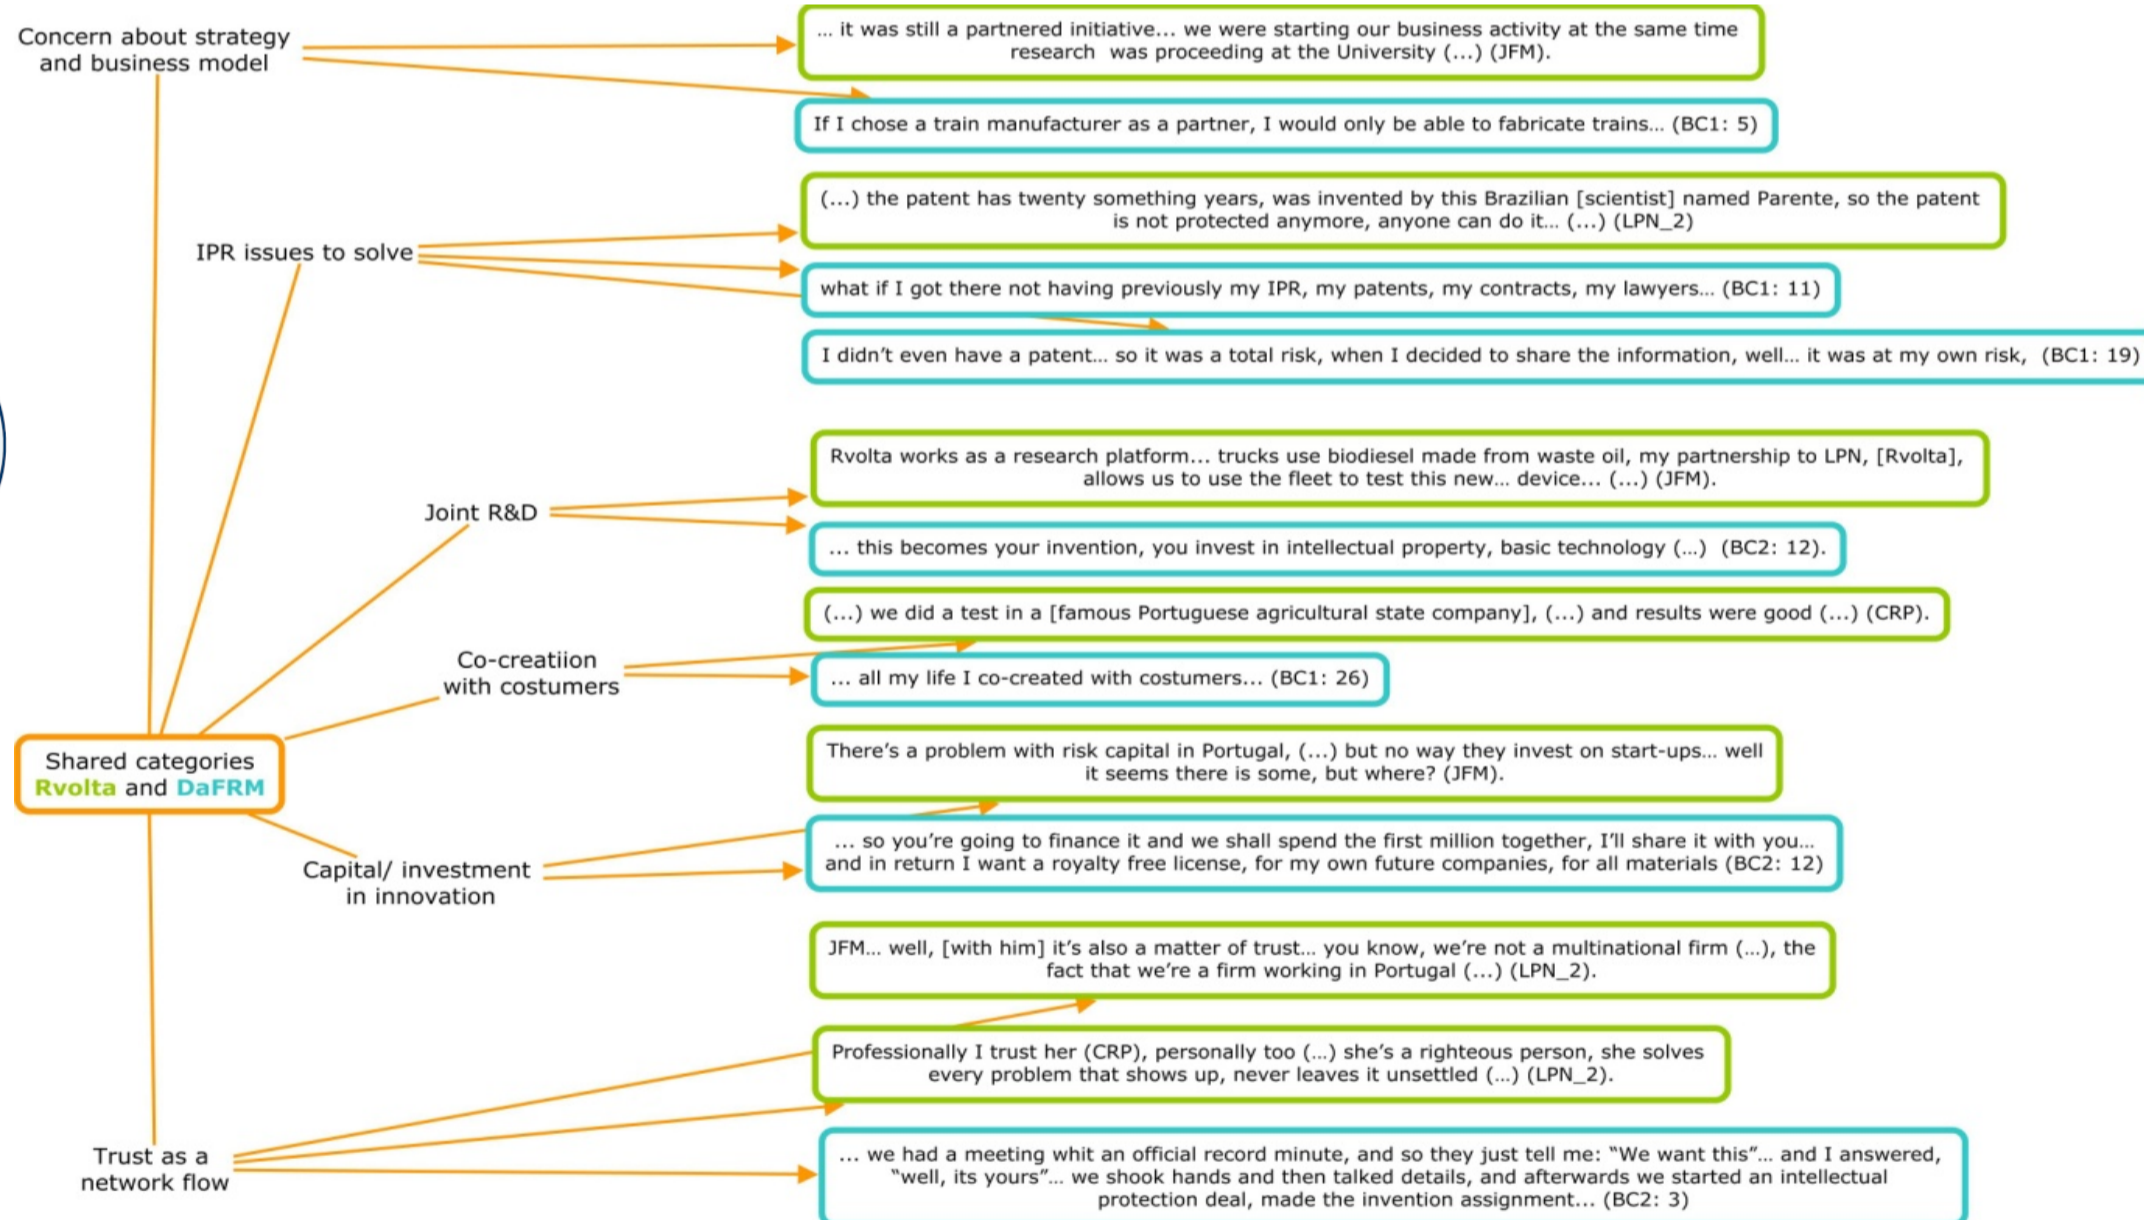 Concern about strategy
and business model
... it was still a partnered initiative... we were starting our business activity at the same time
research was proceeding at the University (...) (JFM).
If I chose a train manufacturer as a partner, I would only be able to fabricate trains... (BC1: 5)
IPR issues to solve
(...) the patent has twenty something years, was invented by this Brazilian [scientist] named Parente, so the patent
is not protected anymore, anyone can do it... (...) (LPN_2)
what if I got there not having previously my IPR, my patents, my contracts, my lawyers... (BC1: 11)
I didn't even have a patent... so it was a total risk, when I decided to share the information, well... it was at my own risk, (BC1: 19)
Joint R&D
Rvolta works as a research platform... trucks use biodiesel made from waste oil, my partnership to LPN, [Rvolta],
allows us to use the fleet to test this new... device... (...) (JFM).
... this becomes your invention, you invest in intellectual property, basic technology (...) (BC2: 12).
Co-creatiion
with costumers
(...) we did a test in a [famous Portuguese agricultural state company], (...) and results were good (...) (CRP).
... all my life I co-created with costumers... (BC1: 26)
Shared categories
Rvolta and DaFRM
Capital/ investment
in innovation
There's a problem with risk capital in Portugal, (...) but no way they invest on start-ups... well
it seems there is some, but where? (JFM).
... so you're going to finance it and we shall spend the first million together, I'll share it with you...
and in return I want a royalty free license, for my own future companies, for all materials (BC2: 12)
Trust as a
network flow
JFM... well, [with him] it's also a matter of trust... you know, we're not a multinational firm (...), the
fact that we're a firm working in Portugal (...) (LPN_2).
Professionally I trust her (CRP), personally too (...) she's a righteous person, she solves
every problem that shows up, never leaves it unsettled (...) (LPN_2).
... we had a meeting whit an official record minute, and so they just tell me: "We want this"... and I answered,
"well, its yours"... we shook hands and then talked details, and afterwards we started an intellectual
protection deal, made the invention assignment... (BC2: 3)